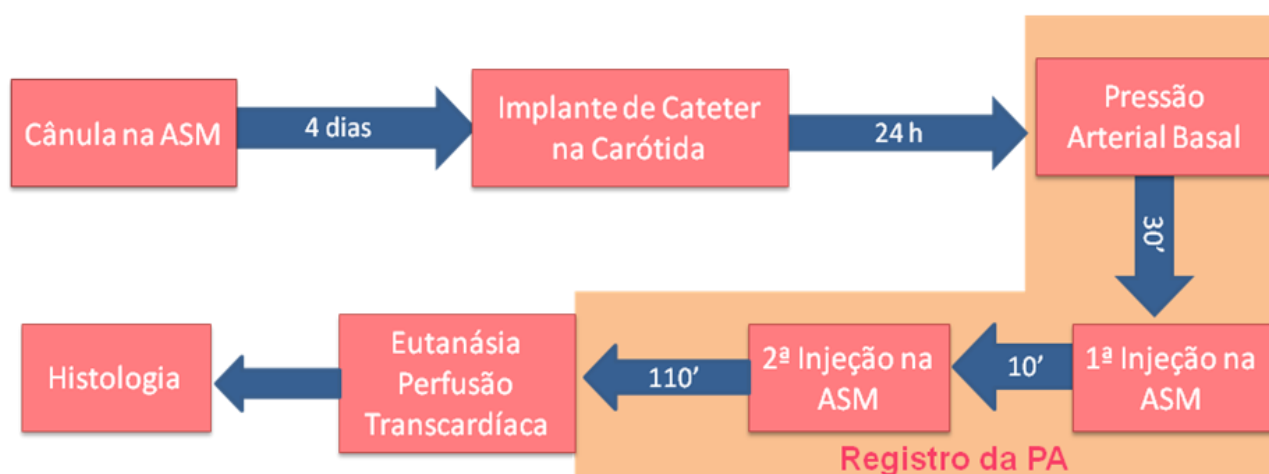 Cânula na ASM
4 dias
Implante de Cateter
na Carótida
24 h
Pressão
Arterial Basal
30’
1ª Injeção na
ASM
10’
2ª Injeção na
ASM
110’
Eutanásia
Perfusão
Transcardíaca
Histologia
Registro da PA